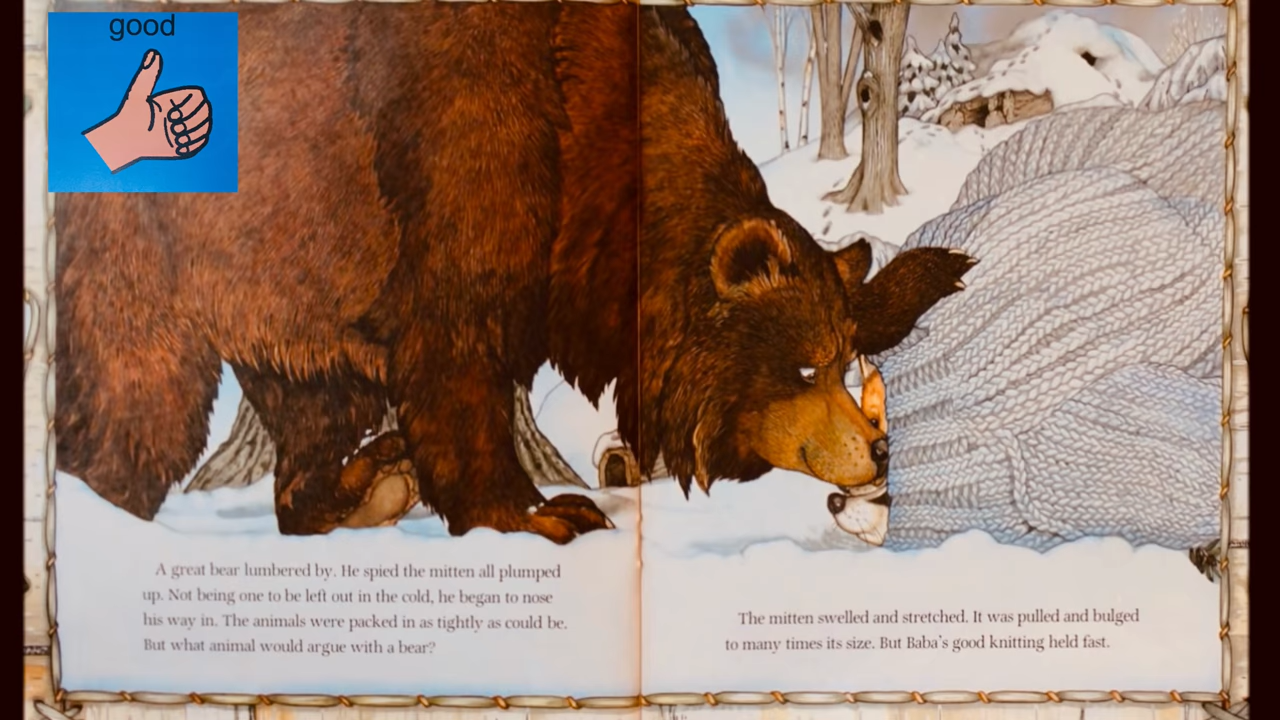 good
A great bear lumbered by. He spied the mitten all plumped
up. Not being one to be left out in the cold, he began to nose
his way in. The animals were packed in as tightly as could be.
But what animal would argue with a bear?
The mitten swelled and stretched. It was pulled and bulged
to many times its size. But Baba's good knitting held fast.